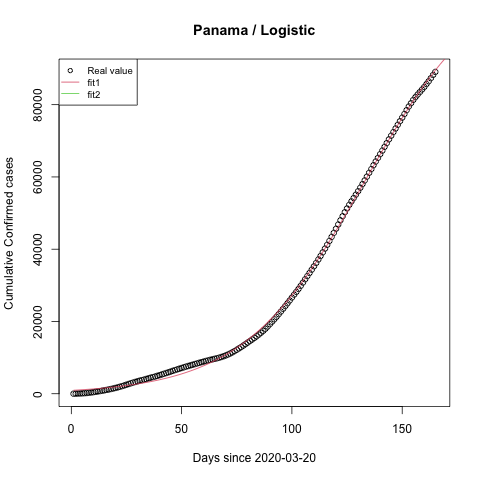 Panama / Logistic
Real value
fit1
fit2
Cumulative Confirmed cases
80000
60000
40000
20000
0
0 50 100 150
Days since 2020-03-20